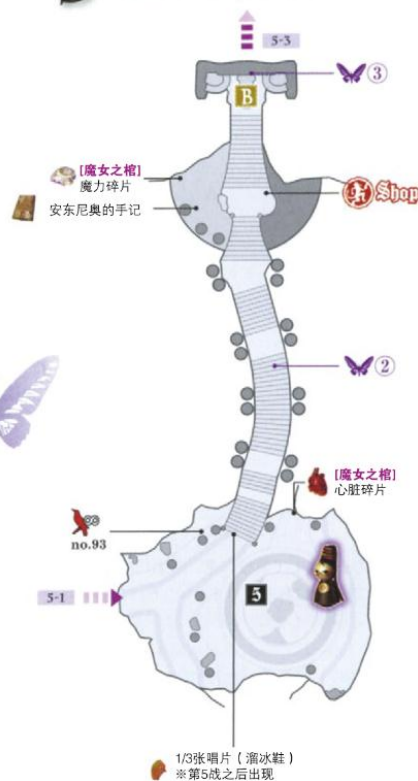 5-3
③
B
[魔女之棺]
魔力碎片
安东尼奥的手记
Shop
②
[魔女之棺]
心脏碎片
no.93
5-1
5
1/3张唱片（溜冰鞋）
※第5战之后出现